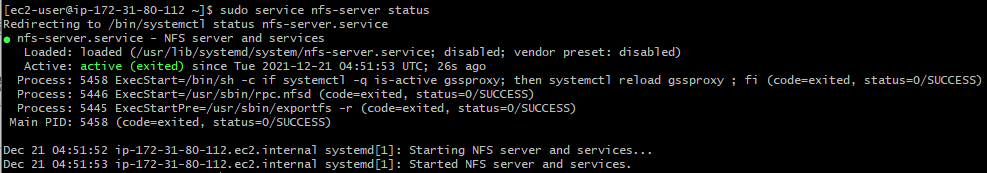 [ec2-user@ip-172-31-80-112 ~]$ sudo service nfs-server status
Redirecting to /bin/systemctl status nfs-server.service
● nfs-server.service - NFS server and services
   Loaded: loaded (/usr/lib/systemd/system/nfs-server.service; disabled; vendor preset: disabled)
   Active: active (exited) since Tue 2021-12-21 04:51:53 UTC; 26s ago
  Process: 5458 ExecStart=/bin/sh -c if systemctl -q is-active gssproxy; then systemctl reload gssproxy ; fi (code=exited, status=0/SUCCESS)
  Process: 5446 ExecStart=/usr/sbin/rpc.nfsd (code=exited, status=0/SUCCESS)
  Process: 5445 ExecStartPre=/usr/sbin/exportfs -r (code=exited, status=0/SUCCESS)
 Main PID: 5458 (code=exited, status=0/SUCCESS)
Dec 21 04:51:52 ip-172-31-80-112.ec2.internal systemd[1]: Starting NFS server and services...
Dec 21 04:51:53 ip-172-31-80-112.ec2.internal systemd[1]: Started NFS server and services.